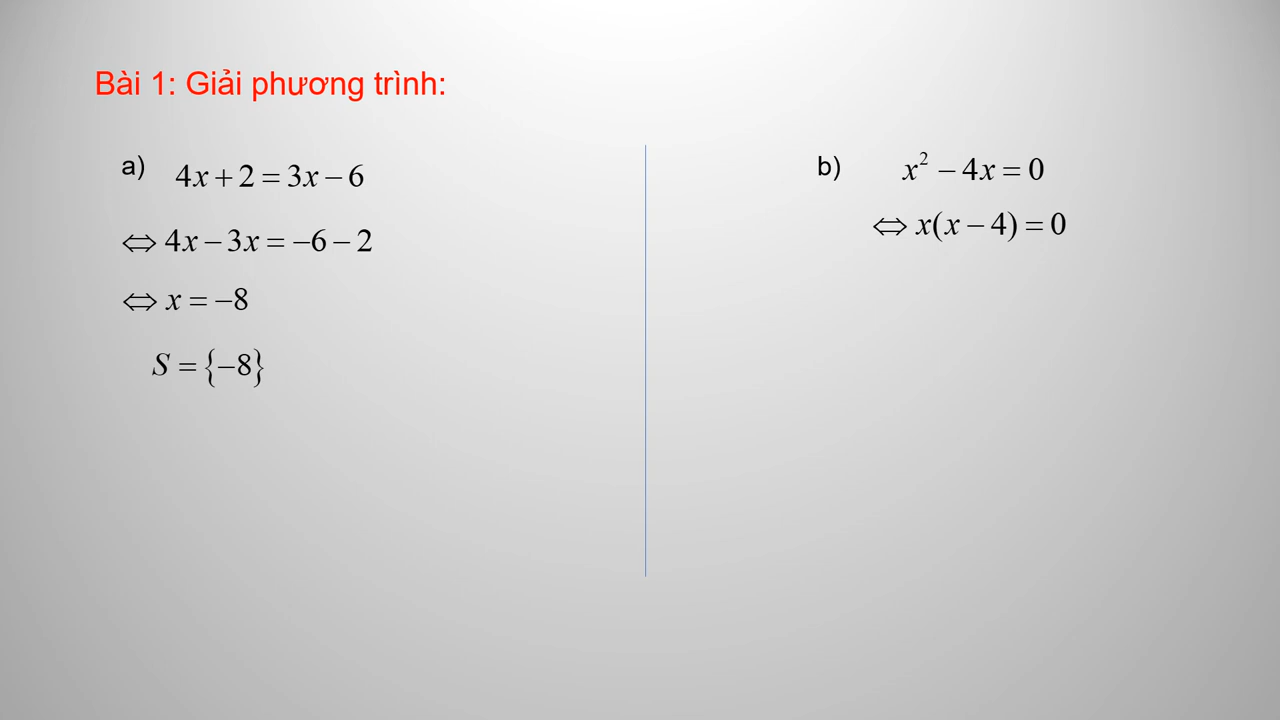 Bài 1: Giải phương trình:
a) 4x + 2 = 3x − 6
⇔ 4x − 3x = −6 − 2
⇔ x = −8
S = {−8}
b) x² − 4x = 0
⇔ x(x − 4) = 0